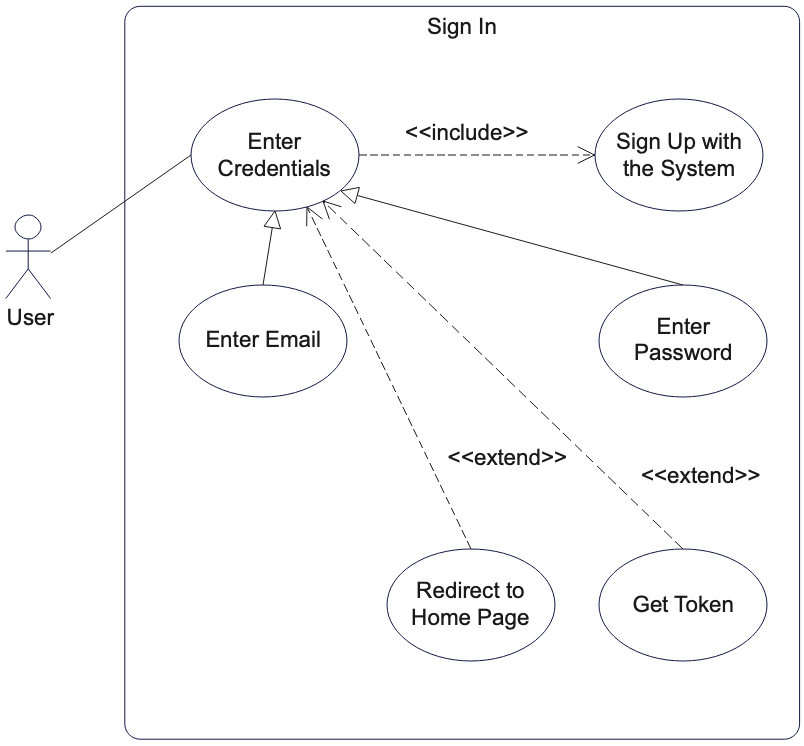 Sign In
Enter
Credentials
<<include>>
Sign Up with
the System
User
Enter Email
Enter
Password
<<extend>>
<<extend>>
Redirect to
Home Page
Get Token